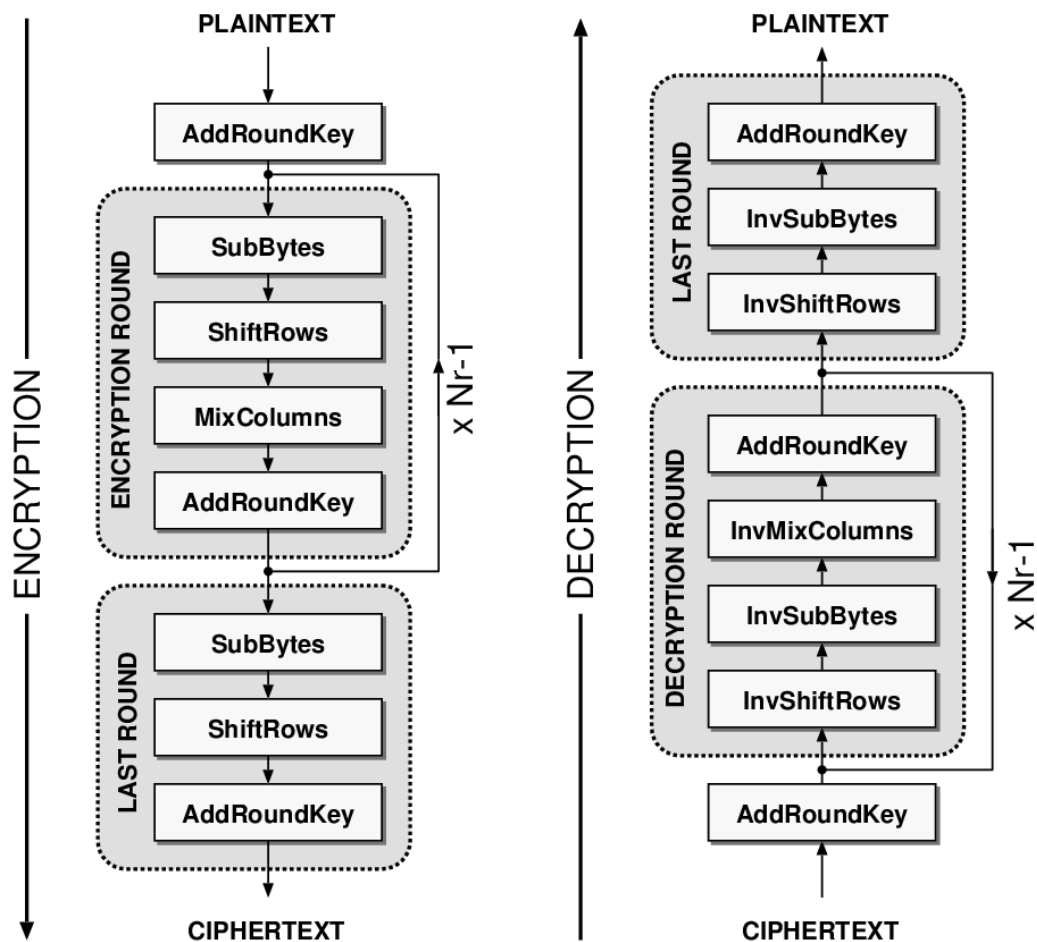 PLAINTEXT
AddRoundKey
ENCRYPTION ROUND
SubBytes
ShiftRows
MixColumns
AddRoundKey
x Nr-1
LAST ROUND
SubBytes
ShiftRows
AddRoundKey
CIPHERTEXT
ENCRYPTION
PLAINTEXT
LAST ROUND
AddRoundKey
InvSubBytes
InvShiftRows
DECRYPTION ROUND
AddRoundKey
InvMixColumns
InvSubBytes
InvShiftRows
x Nr-1
AddRoundKey
CIPHERTEXT
DECRYPTION